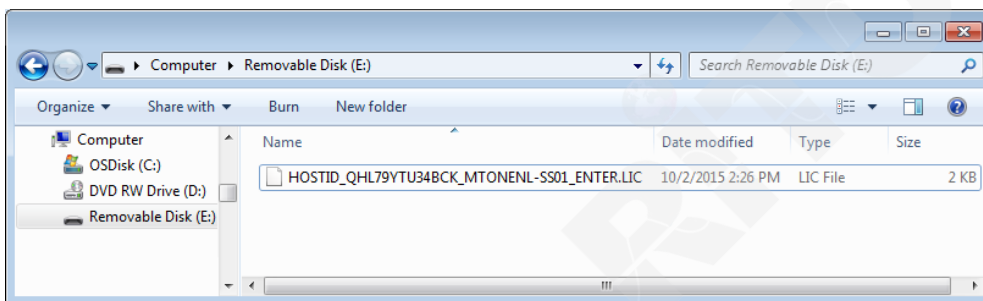 Computer Removable Disk (E:) Search Removable Disk (E:)
Organize Share with Burn New folder
Computer Name Date modified Type Size
OSDisk (C:)
HOSTID_QHL79YTU34BCK_MTONENL-SS01_ENTER.LIC 10/2/2015 2:26 PM LIC File 2 KB
DVD RW Drive (D:)
Removable Disk (E:)